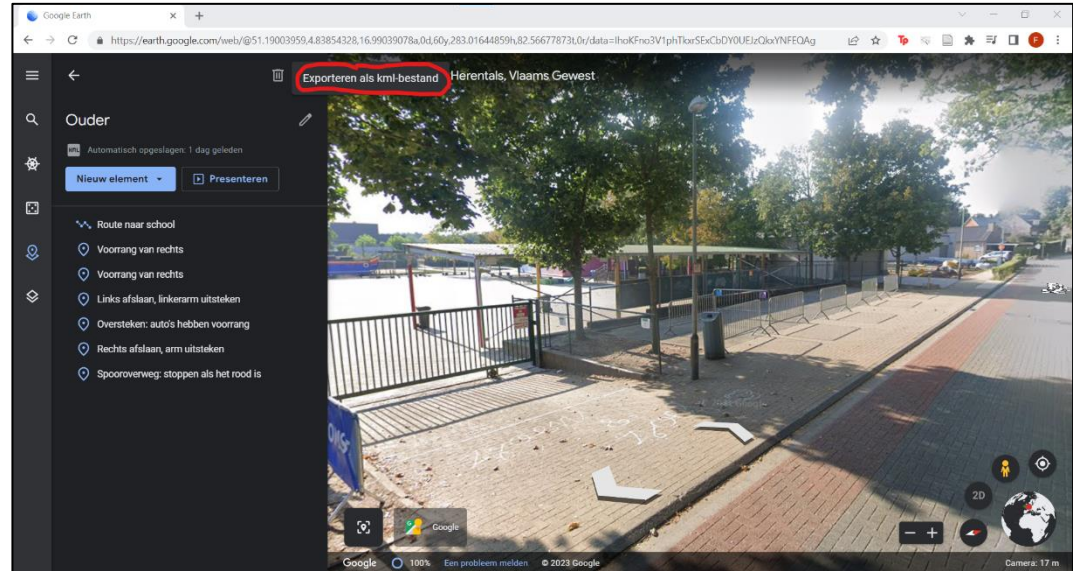 Google Earth
https://earth.google.com/web/@51.19003959,4.83854328,16.99039078a,0d,60y,283.01644859h,82.56677873t,0r/data=IhoKFno3V1phTkxrSExCbDY0UEJzQkxYNFEQAg
Exporteren als kml-bestand
Herentals, Vlaams Gewest
Ouder
KML Automatisch opgeslagen: 1 dag geleden
Nieuw element
Presenteren
Route naar school
Voorrang van rechts
Voorrang van rechts
Links afslaan, linkerarm uitsteken
Oversteken: auto's hebben voorrang
Rechts afslaan, arm uitsteken
Spooroverweg: stoppen als het rood is
2D
Google
Google 100% Een probleem melden © 2023 Google
Camera: 17 m